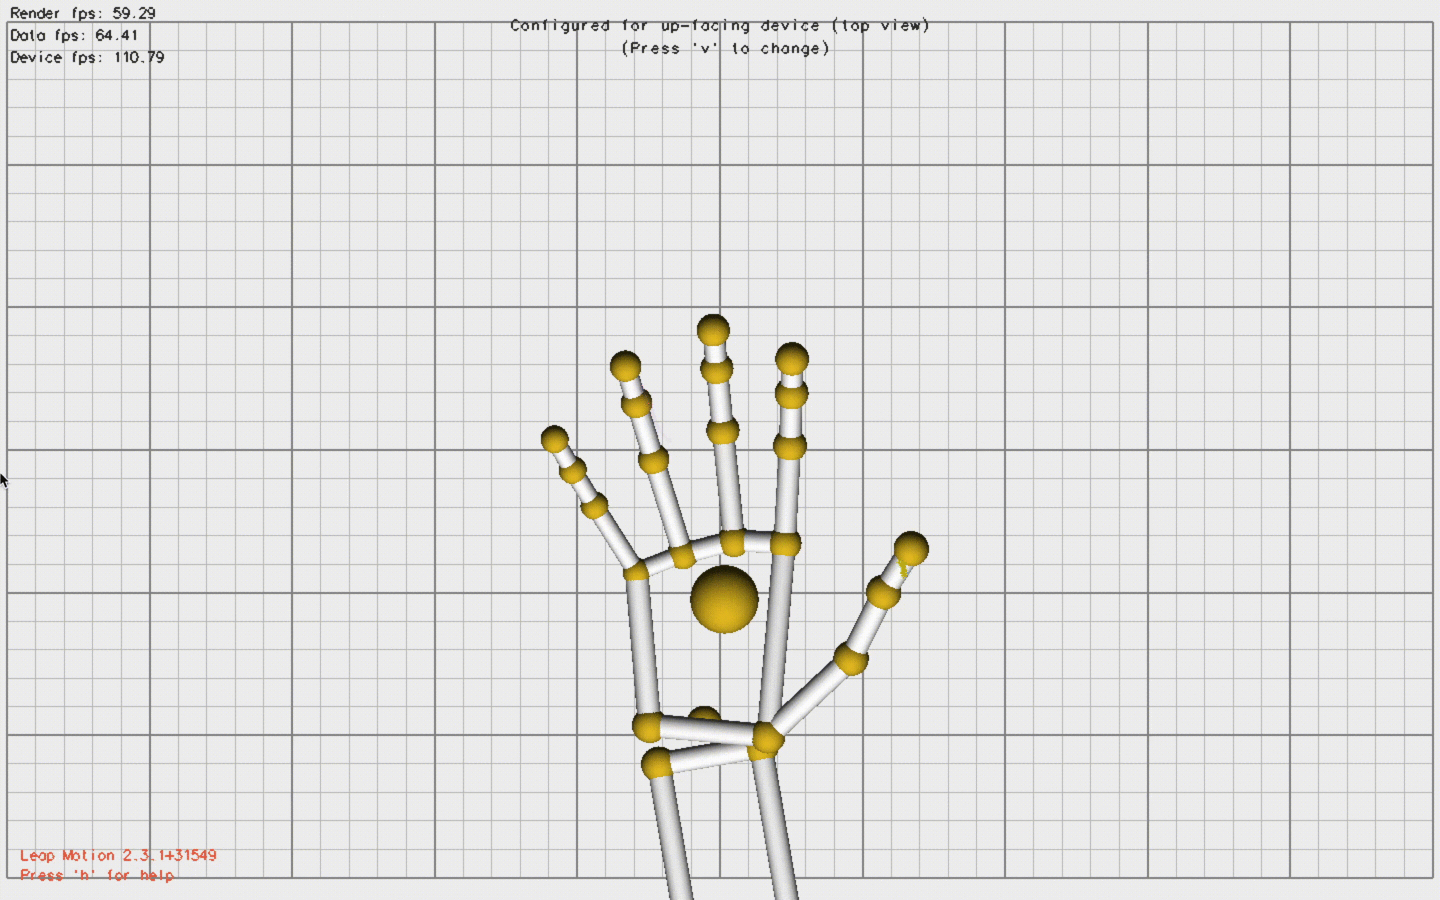 Render fps: 59.29
Data fps: 64.41
Device fps: 110.79
Configured for up-facing device (top view)
(Press 'v' to change)
Leap Motion 2.3.1+31549
Press 'h' for help